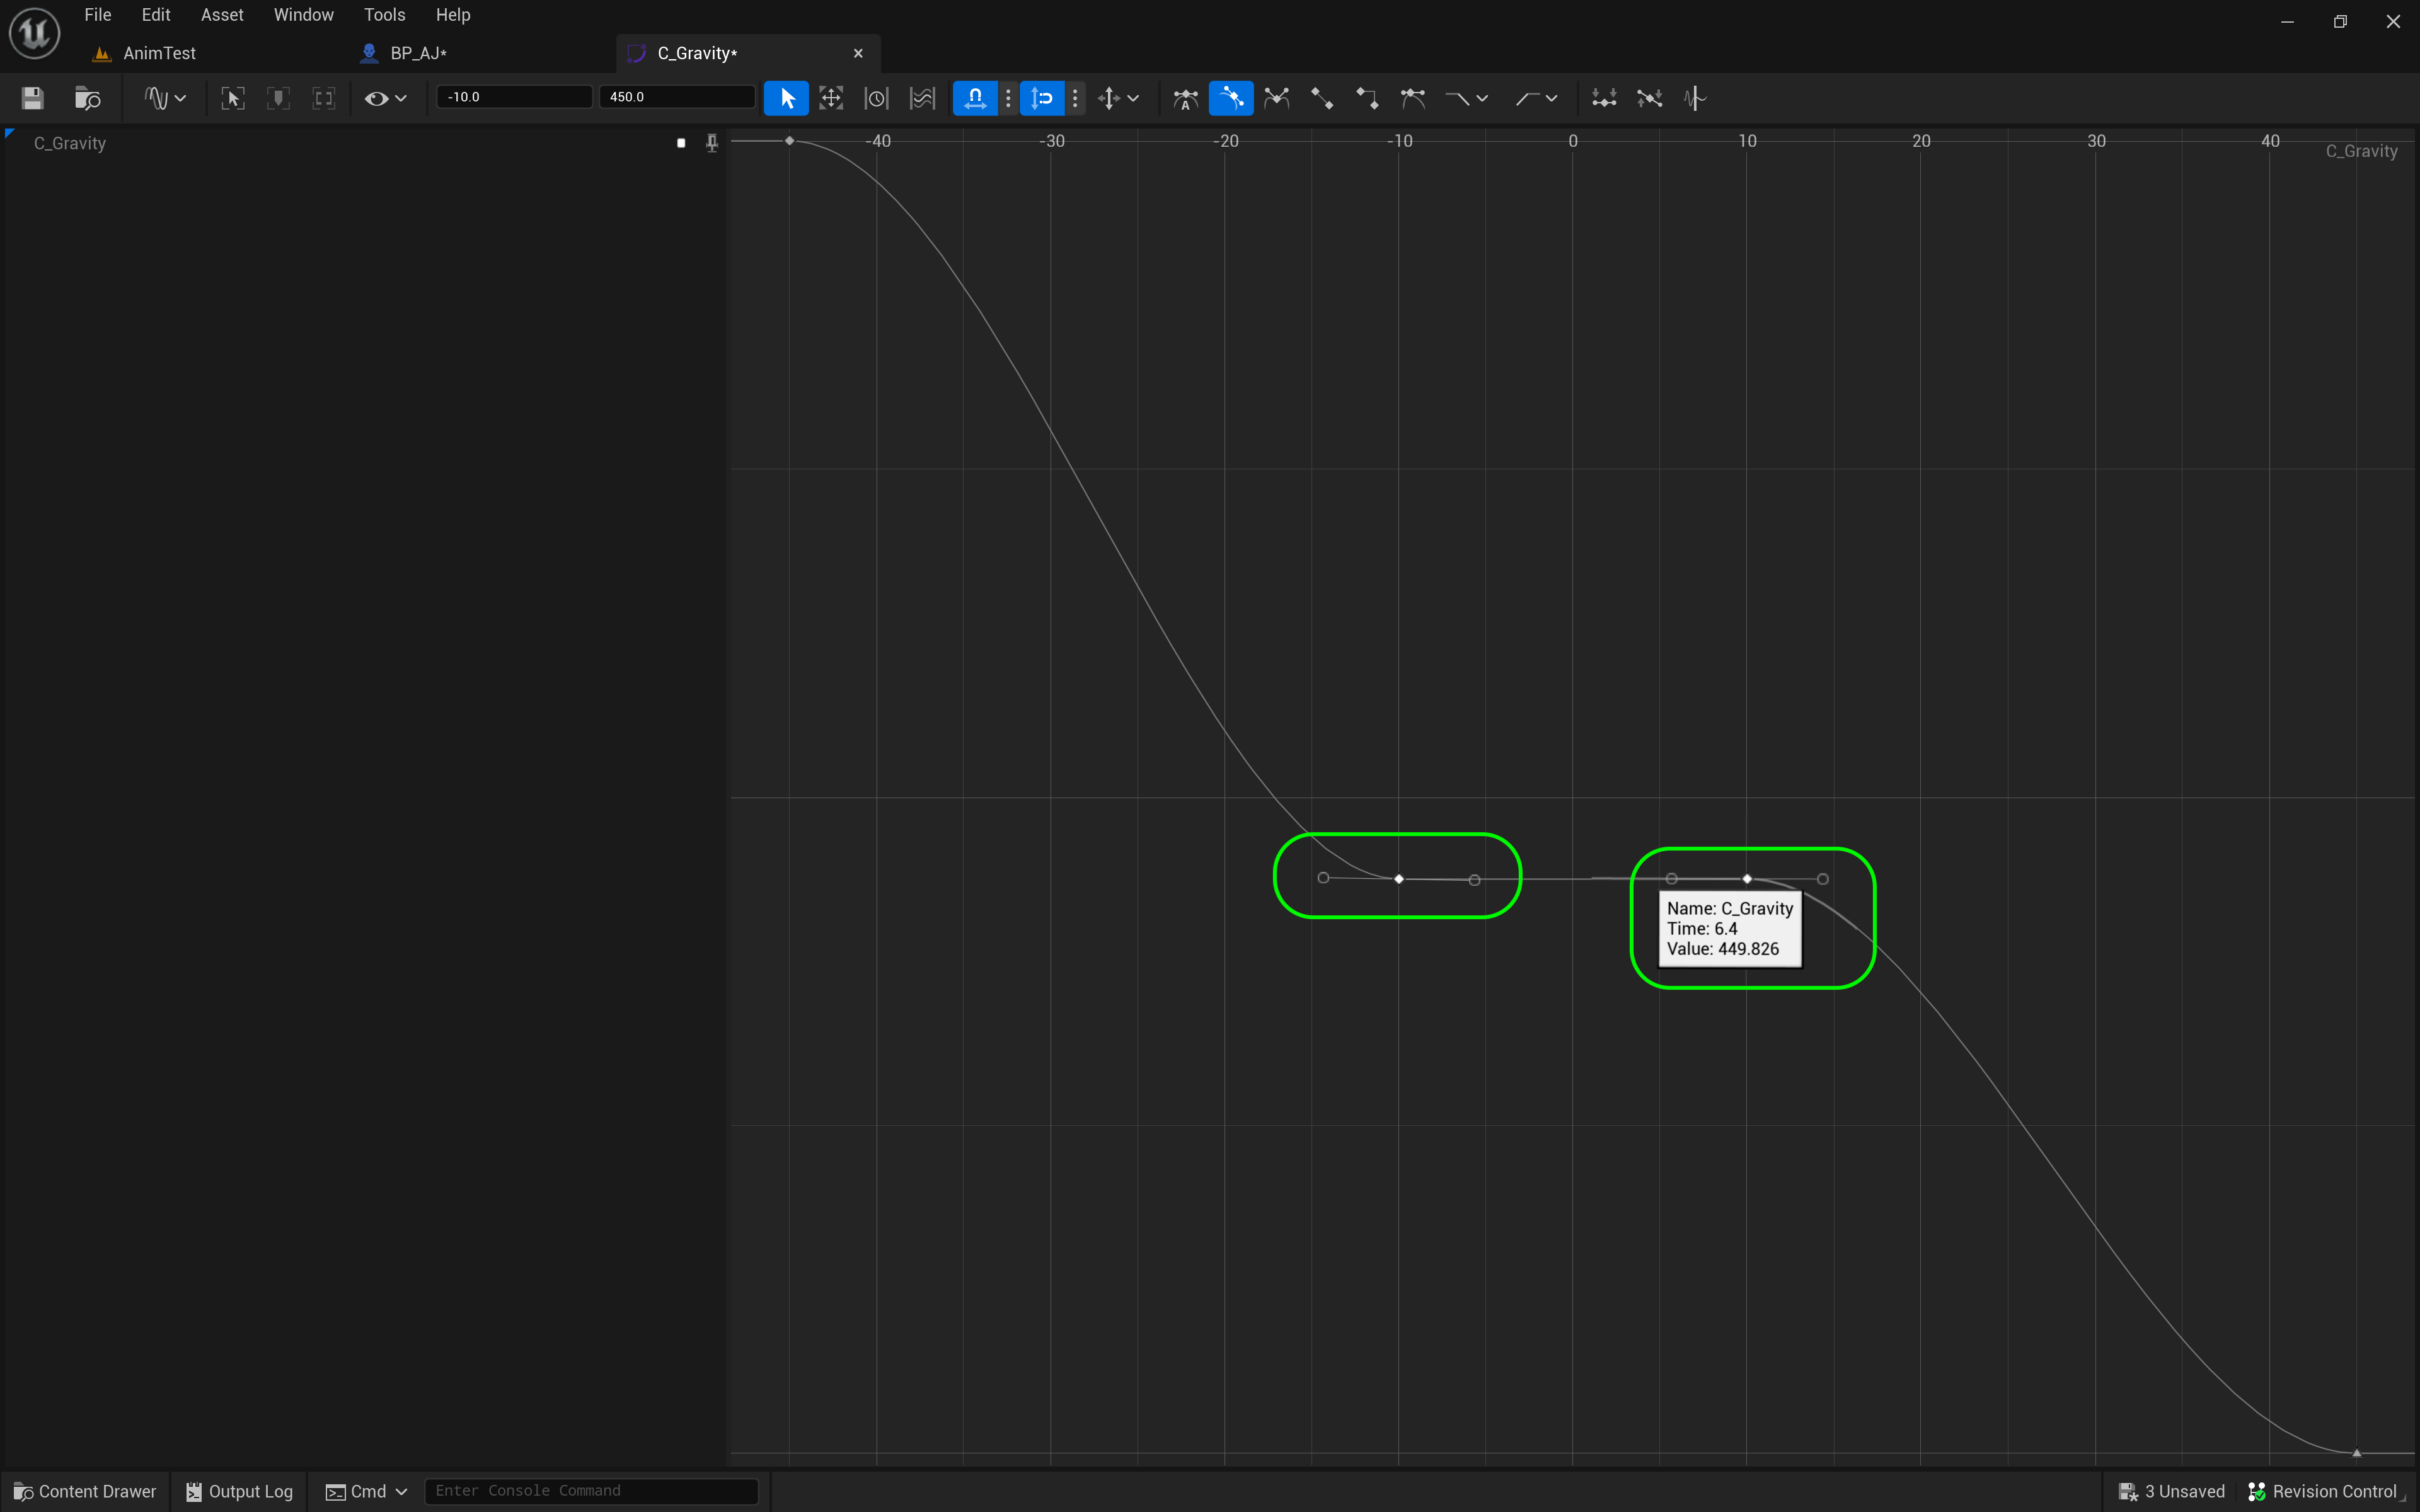 File Edit Asset Window Tools Help
AnimTest BP_AJ* C_Gravity*
-10.0 450.0
C_Gravity
-40 -30 -20 -10 0 10 20 30 40
C_Gravity
Name: C_Gravity
Time: 6.4
Value: 449.826
Content Drawer Output Log Cmd Enter Console Command 3 Unsaved Revision Control